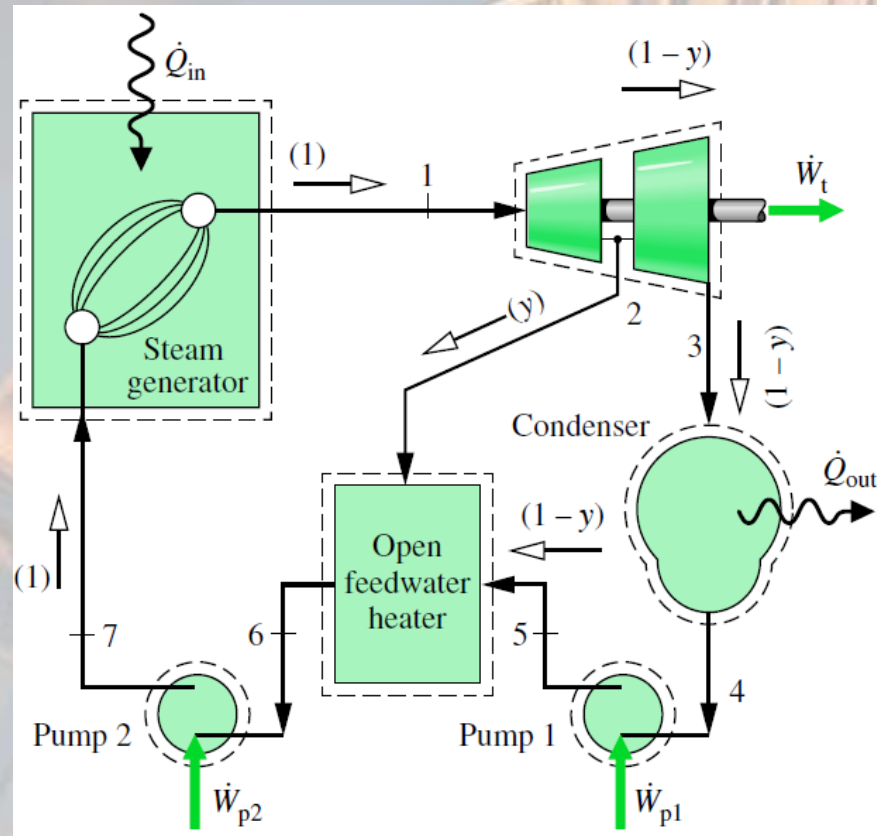 Q̇in
(1)
1
(1 – y)
Ẇt
(y)
2
3
(1 – y)
Steam
generator
Condenser
Q̇out
(1 – y)
Open
feedwater
heater
(1)
7
6
5
4
Pump 2
Pump 1
Ẇp2
Ẇp1